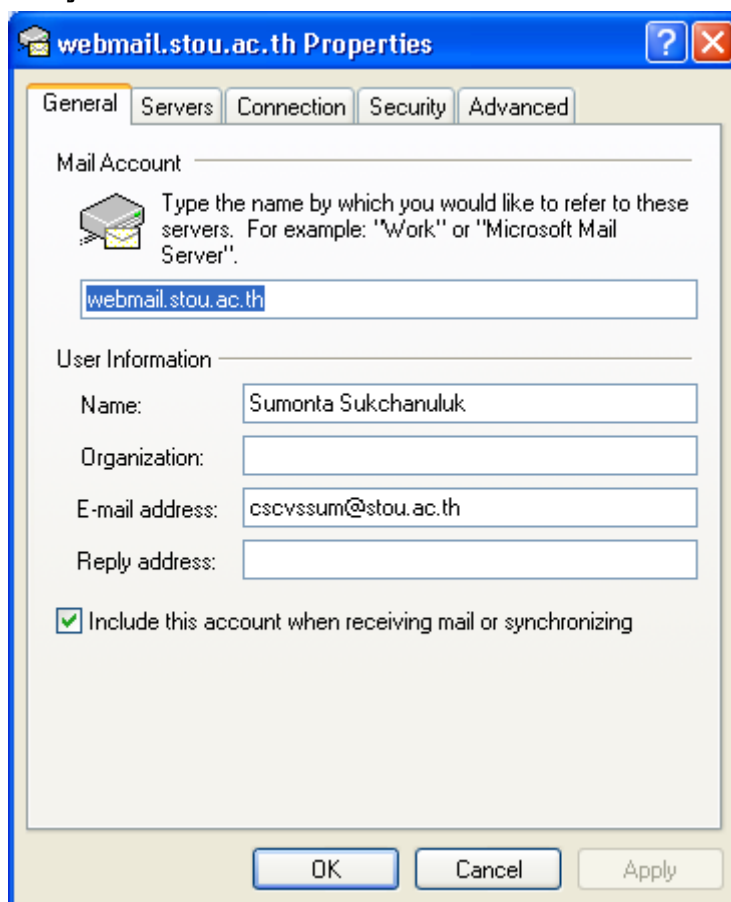 webmail.stou.ac.th Properties
General Servers Connection Security Advanced
Mail Account
Type the name by which you would like to refer to these
servers. For example: "Work" or "Microsoft Mail
Server".
webmail.stou.ac.th
User Information
Name: Sumonta Sukchanuluk
Organization:
E-mail address: cscvssum@stou.ac.th
Reply address:
Include this account when receiving mail or synchronizing
OK Cancel Apply